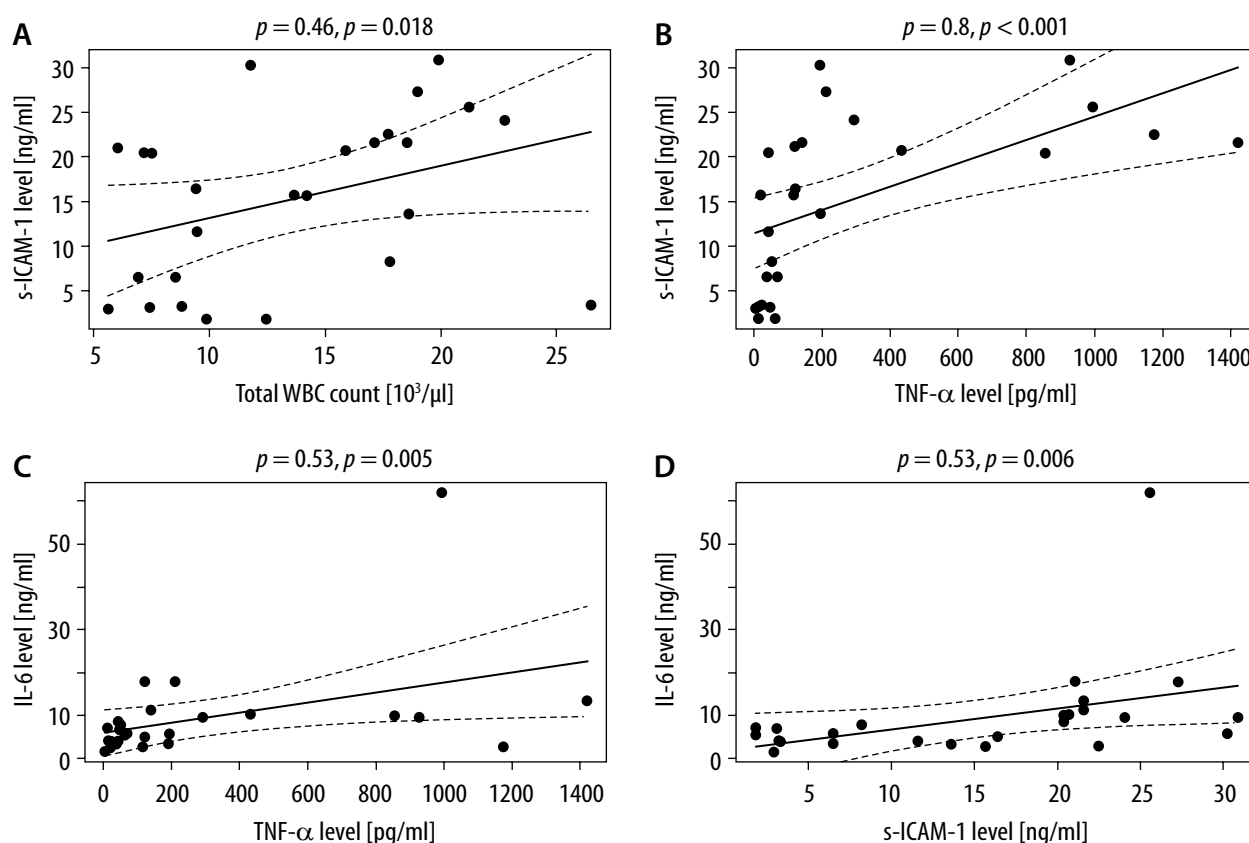 A
p = 0.46, p = 0.018
s-ICAM-1 level [ng/ml]
30
25
20
15
10
5
5 10 15 20 25
Total WBC count [10³/µl]
B
p = 0.8, p < 0.001
s-ICAM-1 level [ng/ml]
30
25
20
15
10
5
0 200 400 600 800 1000 1200 1400
TNF-α level [pg/ml]
C
p = 0.53, p = 0.005
IL-6 level [ng/ml]
50
30
10
0
0 200 400 600 800 1000 1200 1400
TNF-α level [pg/ml]
D
p = 0.53, p = 0.006
IL-6 level [ng/ml]
50
30
10
0
5 10 15 20 25 30
s-ICAM-1 level [ng/ml]